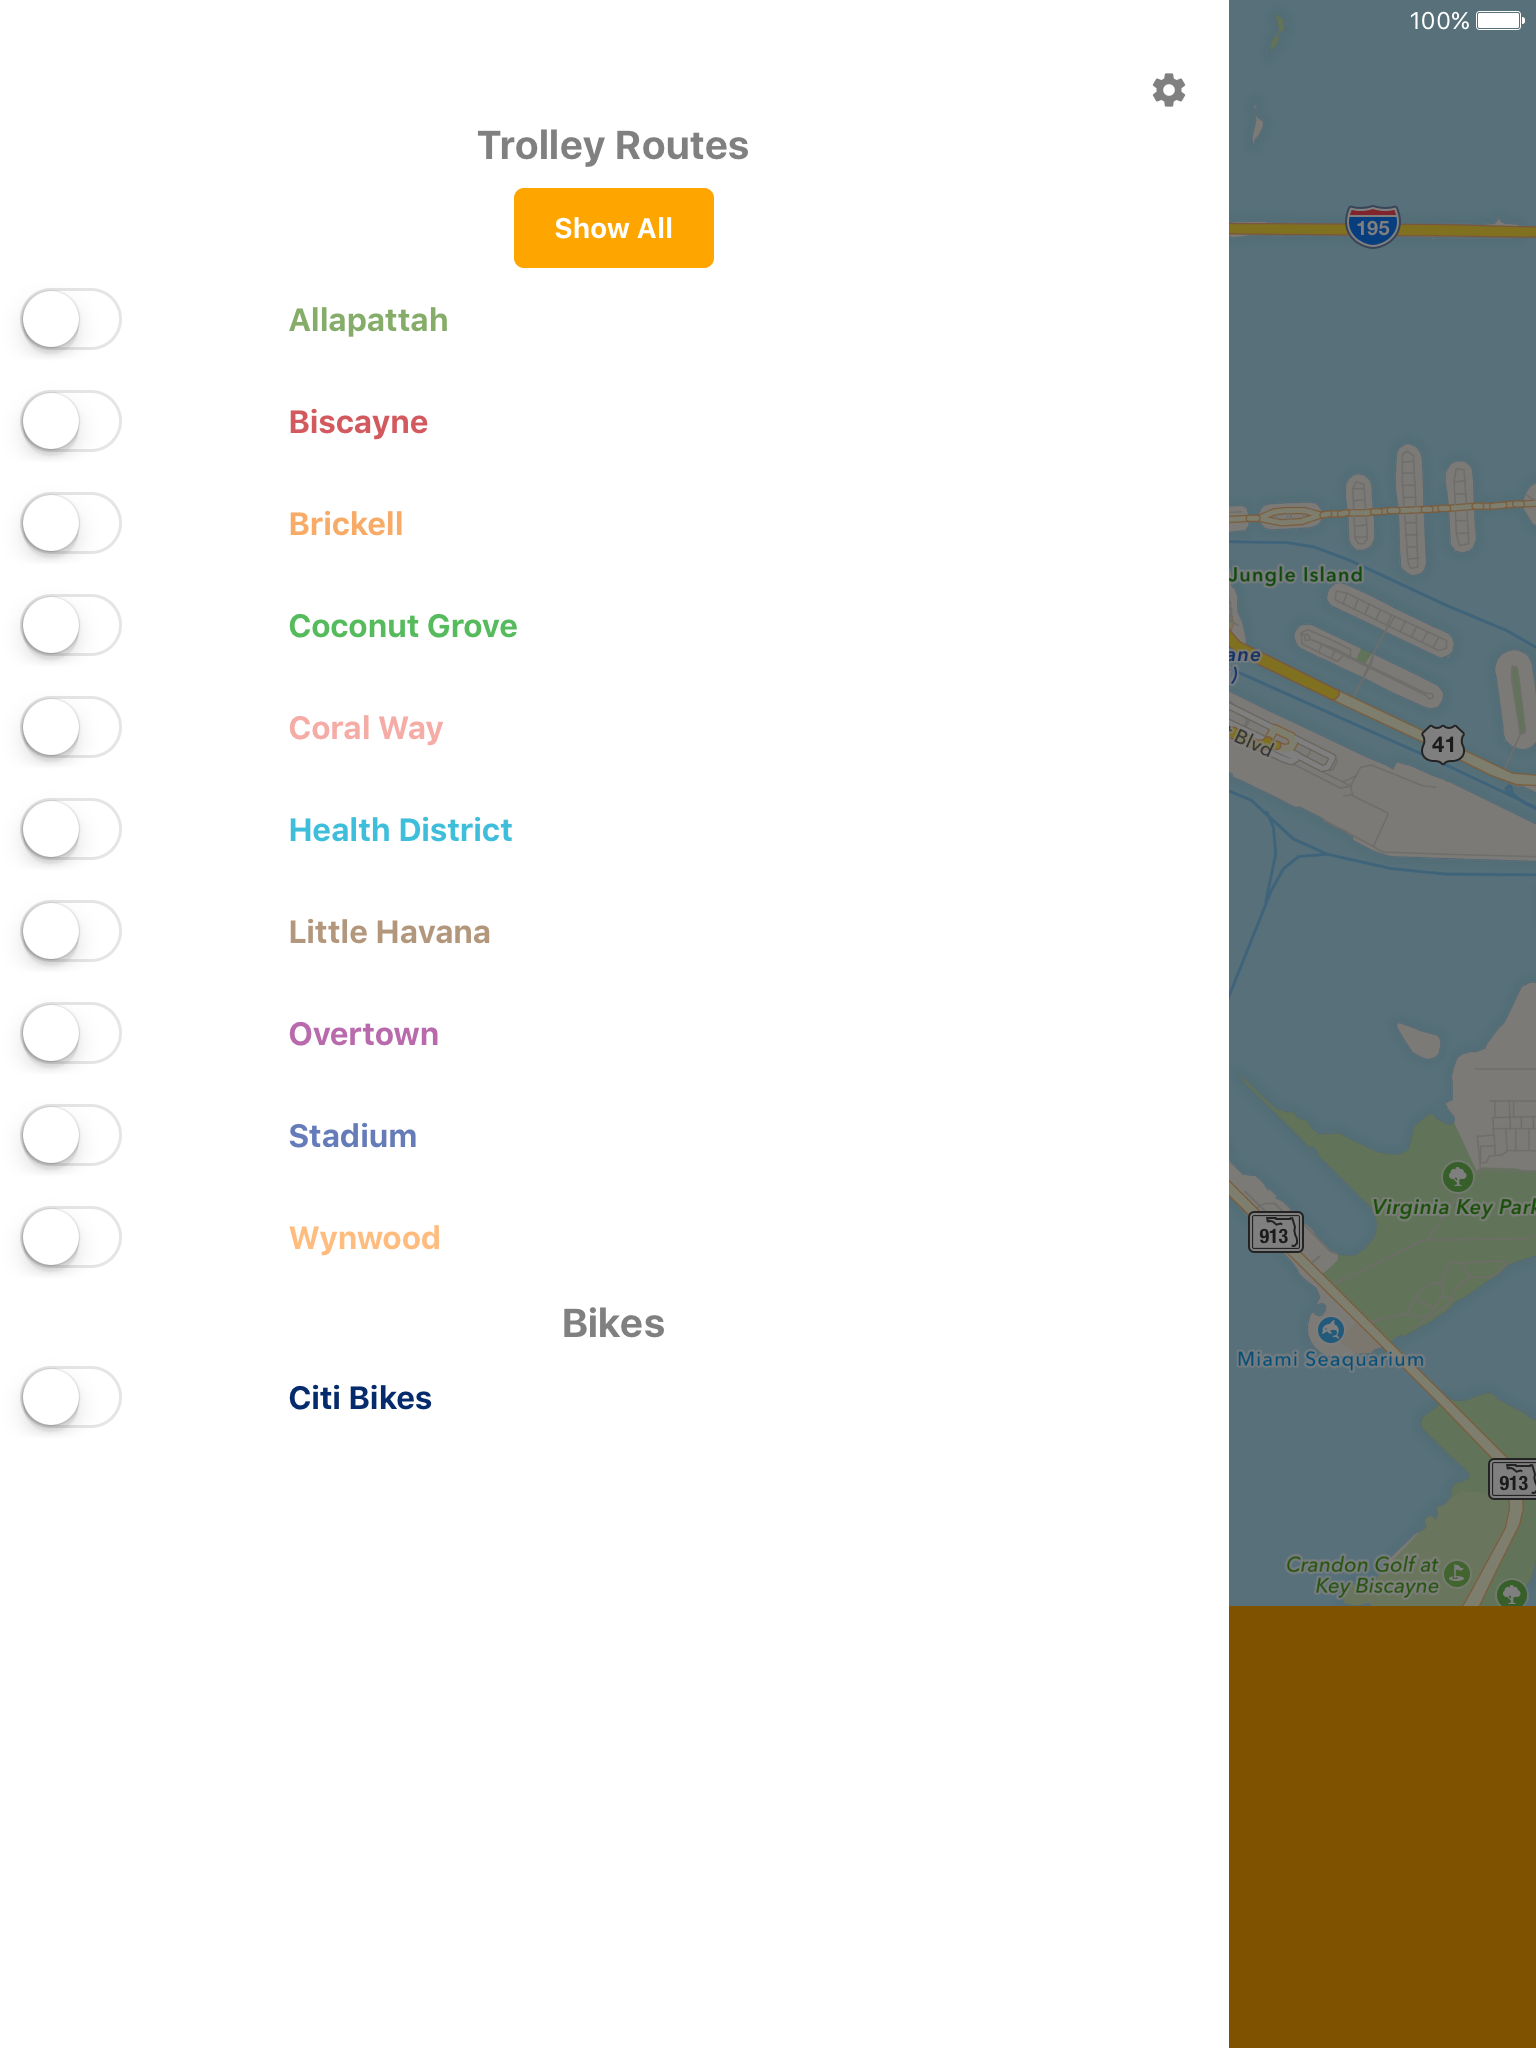 100%
Trolley Routes
Show All
Allapattah
Biscayne
Brickell
Coconut Grove
Coral Way
Health District
Little Havana
Overtown
Stadium
Wynwood
Bikes
Citi Bikes
195
Jungle Island
ane
)
Blvd
41
Virginia Key Park
913
Miami Seaquarium
913
Crandon Golf at
Key Biscayne